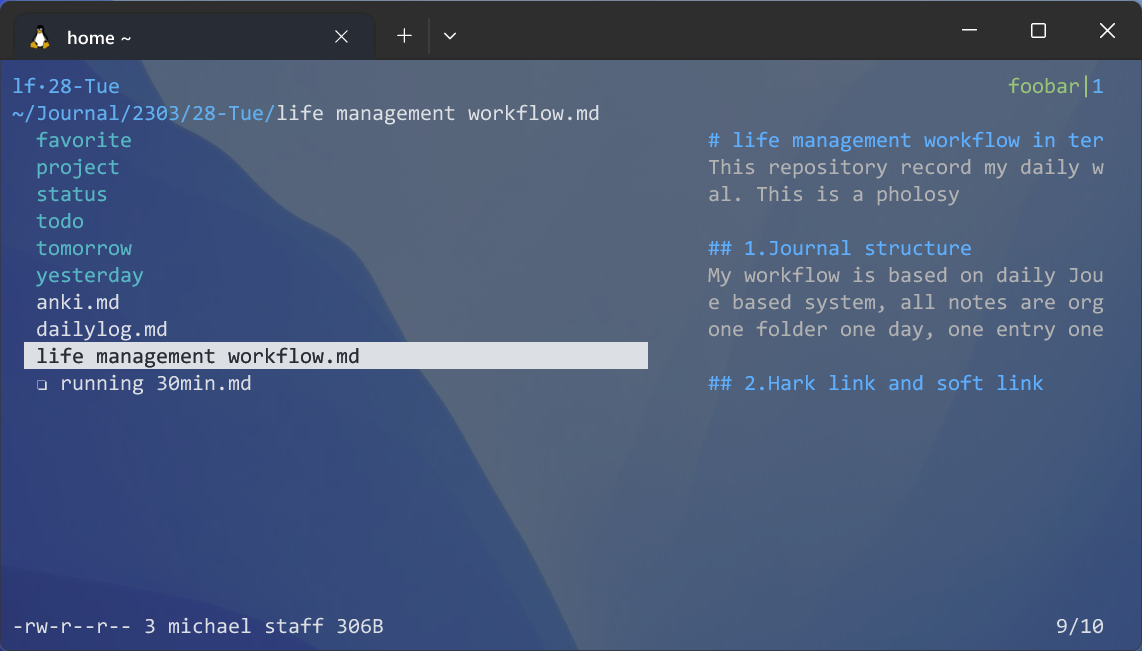 home ~
lf·28-Tue
foobar|1
~/Journal/2303/28-Tue/life management workflow.md
favorite
project
status
todo
tomorrow
yesterday
anki.md
dailylog.md
life management workflow.md
❏ running 30min.md
# life management workflow in ter
This repository record my daily w
al. This is a pholosy
## 1.Journal structure
My workflow is based on daily Jou
e based system, all notes are org
one folder one day, one entry one
## 2.Hark link and soft link
-rw-r--r-- 3 michael staff 306B
9/10